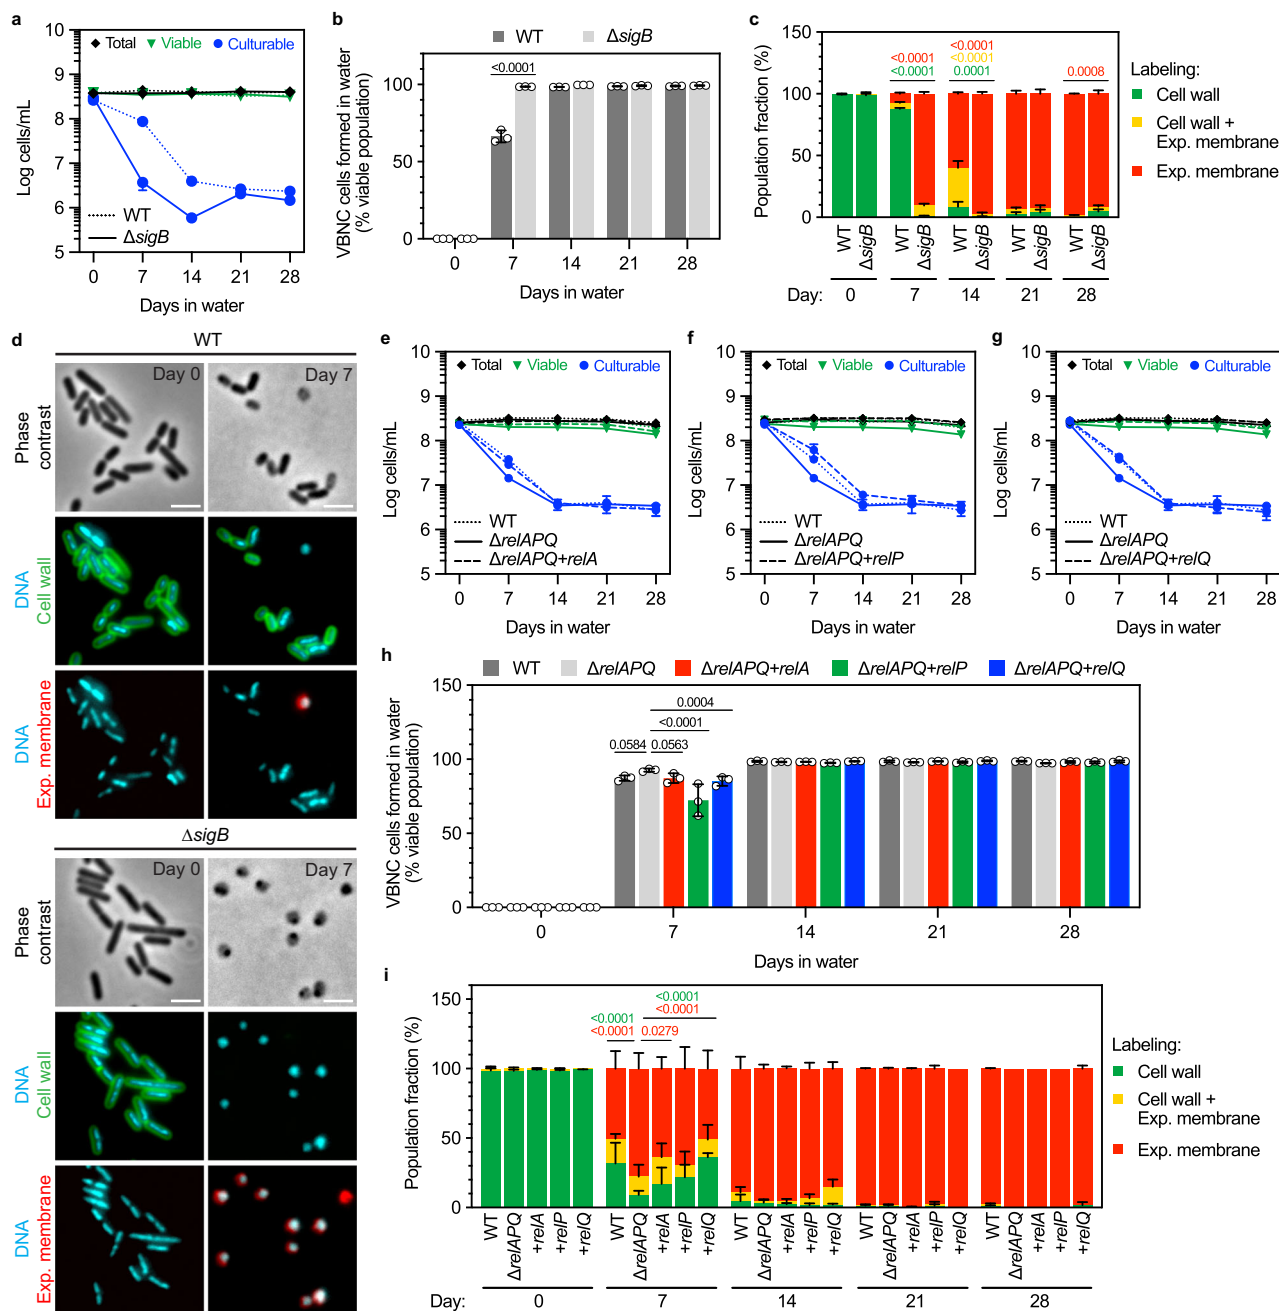 a
Total Viable Culturable
10
9
8
7
6
5
Log cells/mL
WT
ΔsigB
0 7 14 21 28
Days in water
b
WT ΔsigB
VBNC cells formed in water
(% viable population)
<0.0001
100
50
0
0 7 14 21 28
Days in water
c
Population fraction (%)
150
100
50
0
<0.0001
<0.0001
<0.0001
<0.0001
0.0001
0.0008
WT ΔsigB WT ΔsigB WT ΔsigB WT ΔsigB WT ΔsigB
Day: 0 7 14 21 28
Labeling:
Cell wall
Cell wall +
Exp. membrane
Exp. membrane
d
WT
Day 0 Day 7
Phase
contrast
DNA
Cell wall
DNA
Exp. membrane
ΔsigB
Day 0 Day 7
Phase
contrast
DNA
Cell wall
DNA
Exp. membrane
e
Total Viable Culturable
10
9
8
7
6
5
Log cells/mL
WT
ΔrelAPQ
ΔrelAPQ+relA
0 7 14 21 28
Days in water
f
Total Viable Culturable
10
9
8
7
6
5
Log cells/mL
WT
ΔrelAPQ
ΔrelAPQ+relP
0 7 14 21 28
Days in water
g
Total Viable Culturable
10
9
8
7
6
5
Log cells/mL
WT
ΔrelAPQ
ΔrelAPQ+relQ
0 7 14 21 28
Days in water
h
WT ΔrelAPQ ΔrelAPQ+relA ΔrelAPQ+relP ΔrelAPQ+relQ
VBNC cells formed in water
(% viable population)
150
100
50
0
0.0004
<0.0001
0.0584 0.0563
0 7 14 21 28
Days in water
i
Population fraction (%)
150
100
50
0
<0.0001
<0.0001
<0.0001
<0.0001 0.0279
WT ΔrelAPQ +relA +relP +relQ WT ΔrelAPQ +relA +relP +relQ WT ΔrelAPQ +relA +relP +relQ WT ΔrelAPQ +relA +relP +relQ WT ΔrelAPQ +relA +relP +relQ
Day: 0 7 14 21 28
Labeling:
Cell wall
Cell wall +
Exp. membrane
Exp. membrane